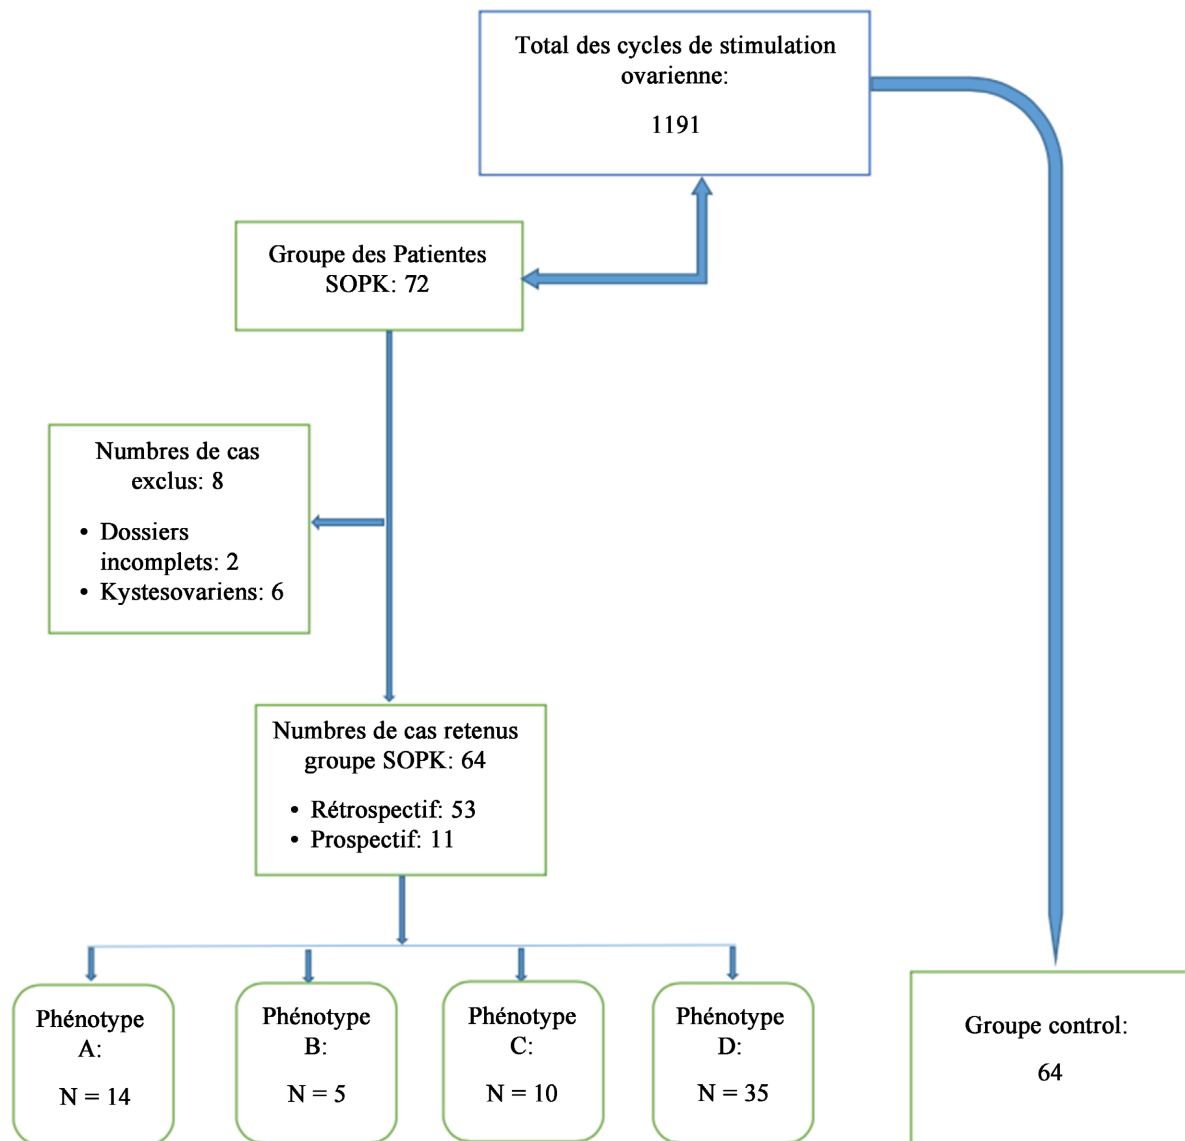 Total des cycles de stimulation
ovarienne:
1191
Groupe des Patientes
SOPK: 72
Numbres de cas
exclus: 8
• Dossiers
incomplets: 2
• Kystesovariens: 6
Numbres de cas retenus
groupe SOPK: 64
• Rétrospectif: 53
• Prospectif: 11
Phénotype
A:
N = 14
Phénotype
B:
N = 5
Phénotype
C:
N = 10
Phénotype
D:
N = 35
Groupe control:
64